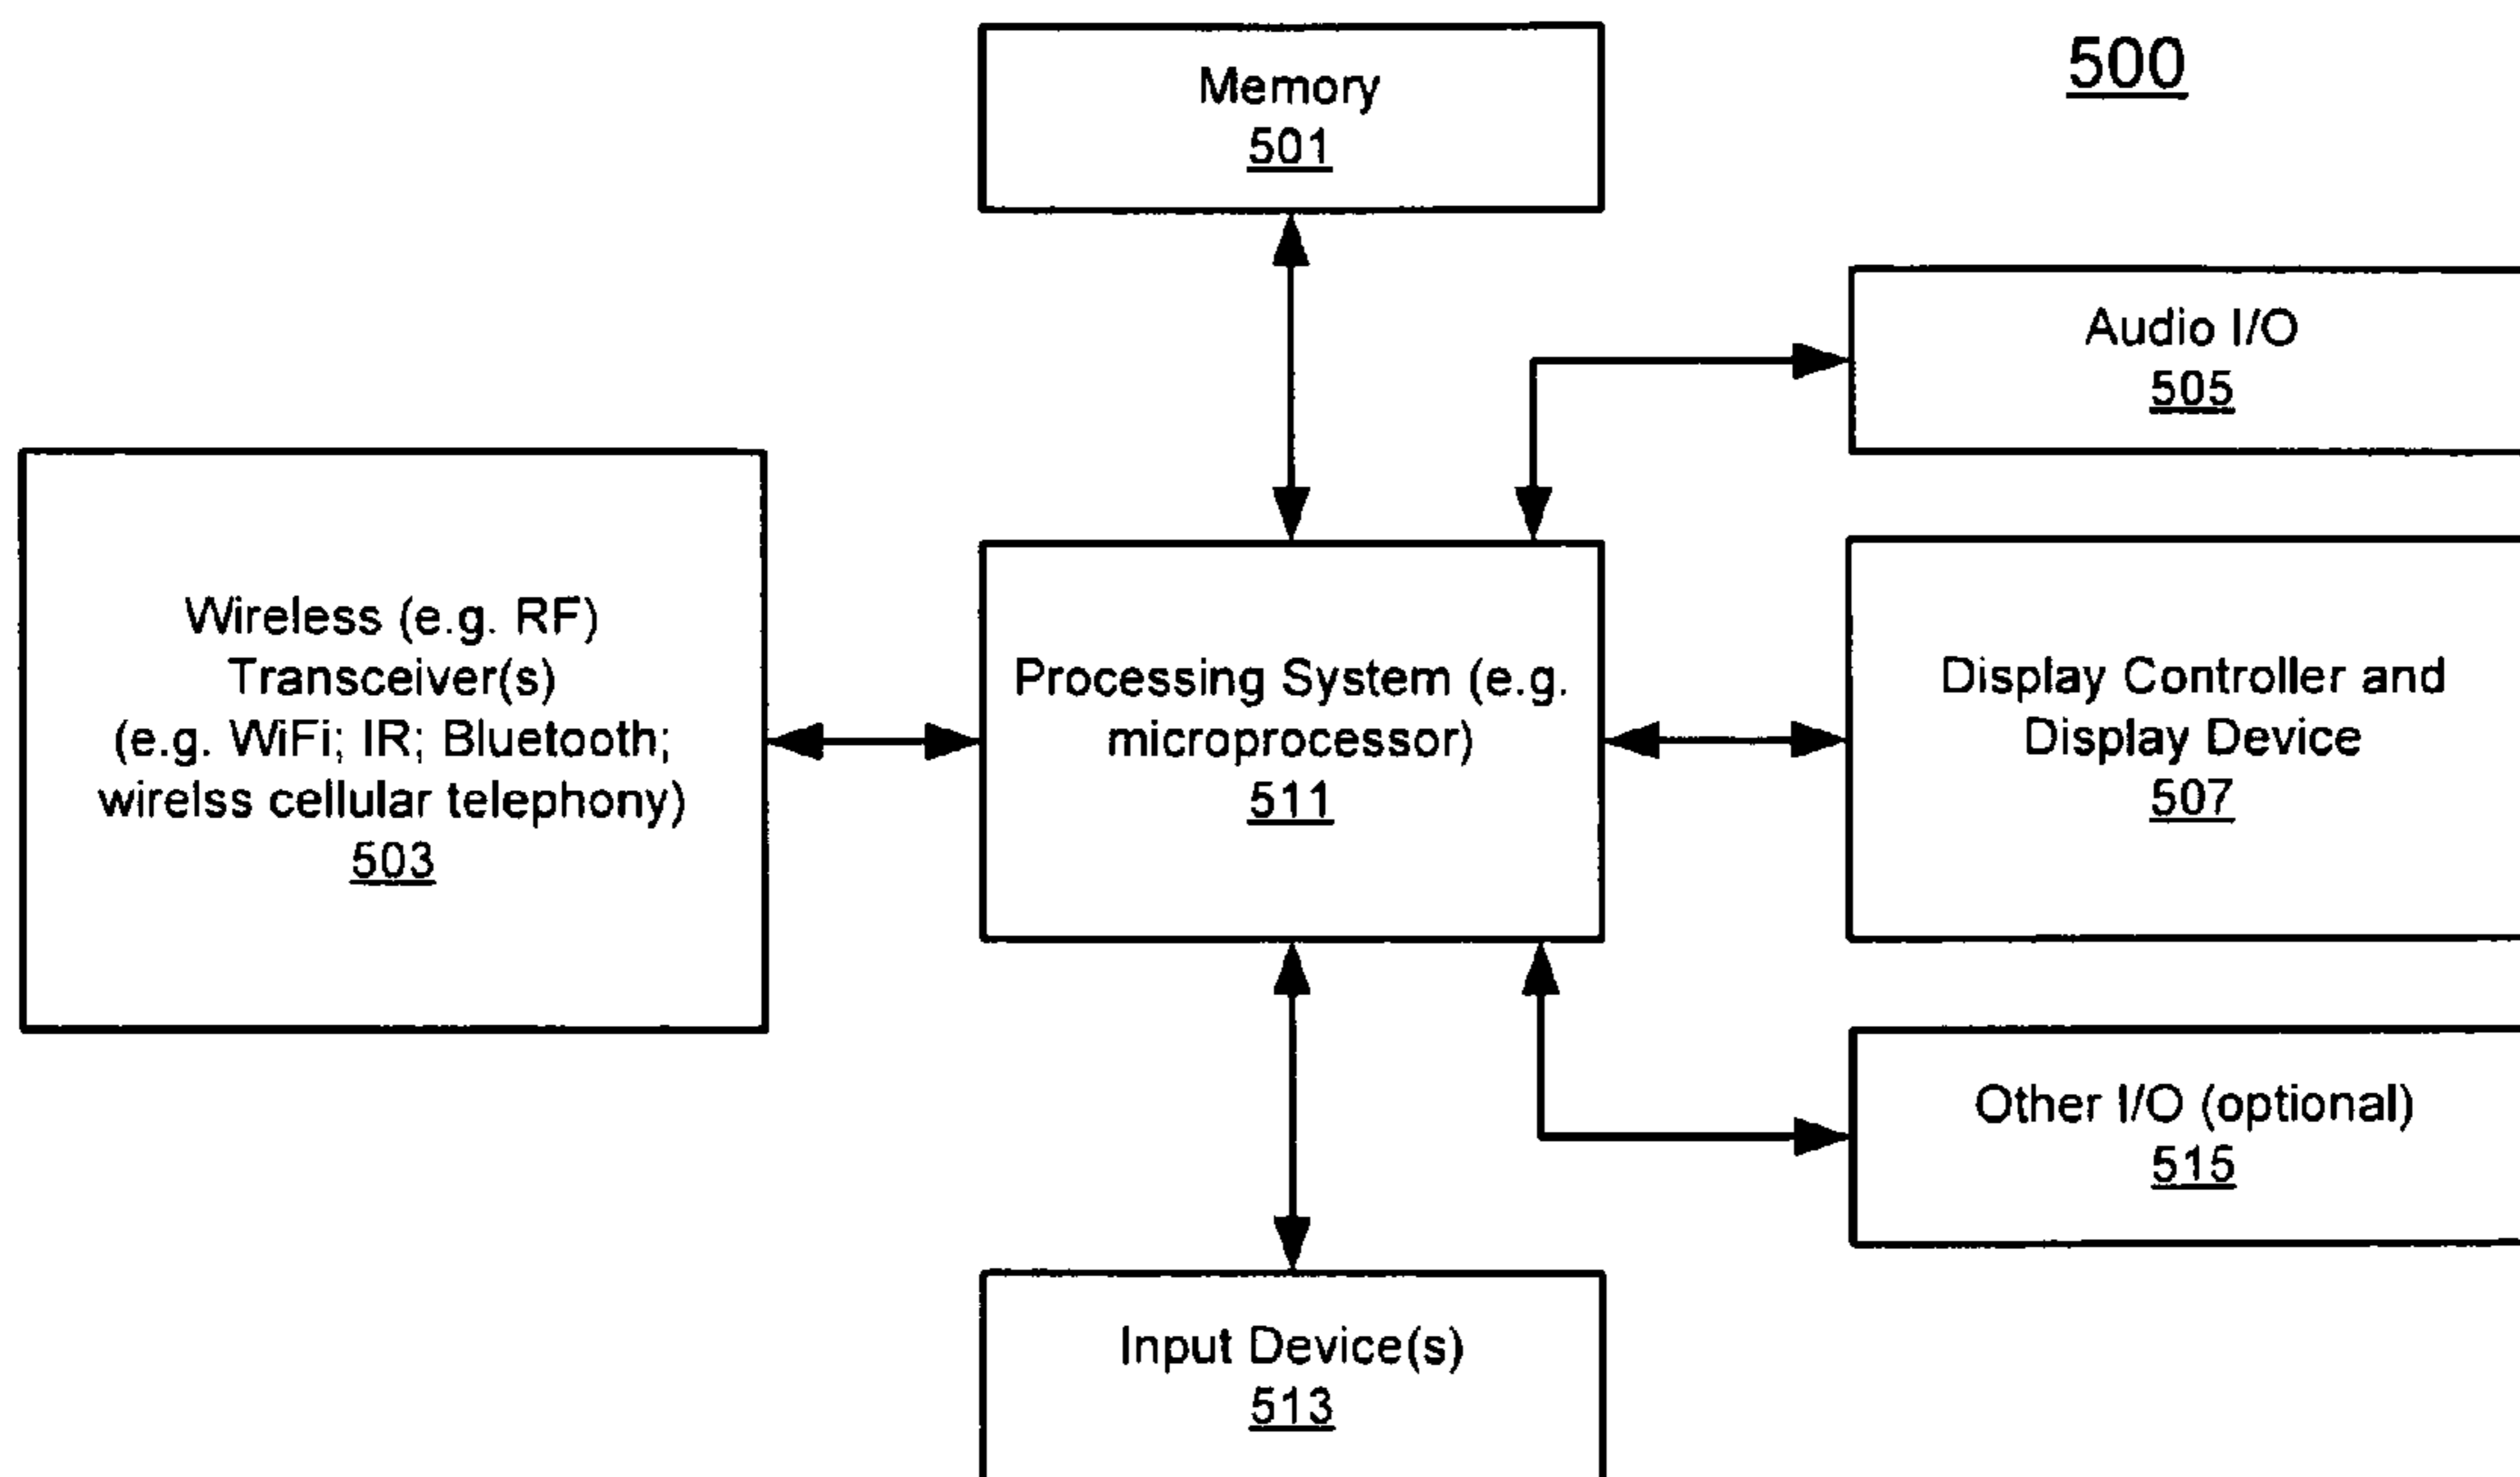 500
Memory
501
Audio I/O
505
Wireless (e.g. RF)
Transceiver(s)
(e.g. WiFi; IR; Bluetooth;
wirelss cellular telephony)
503
Processing System (e.g.
microprocessor)
511
Display Controller and
Display Device
507
Other I/O (optional)
515
Input Device(s)
513